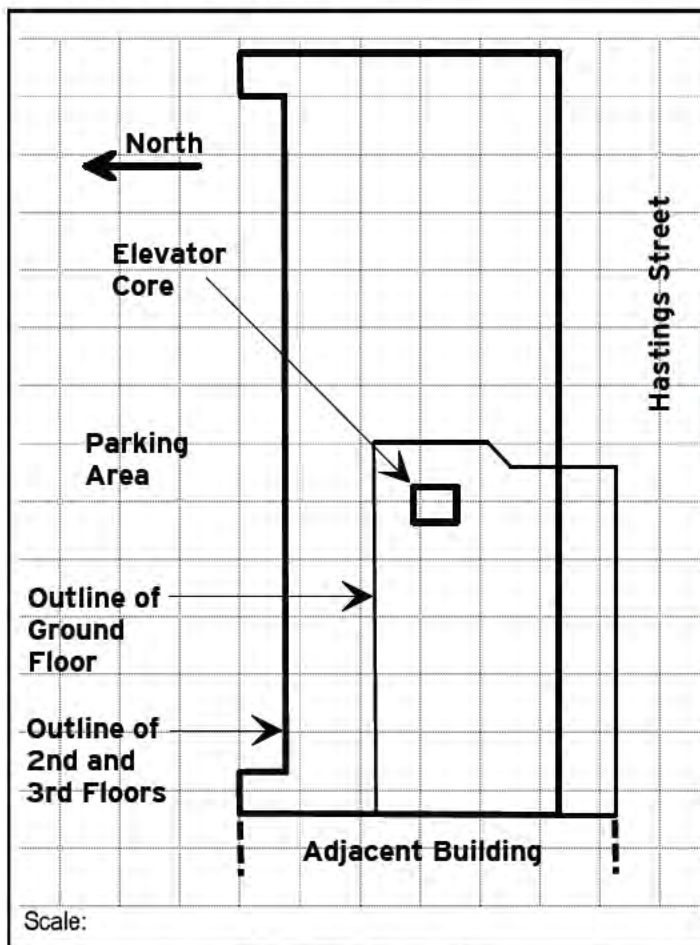 North
Elevator
Core
Hastings Street
Parking
Area
Outline of
Ground
Floor
Outline of
2nd and
3rd Floors
Adjacent Building
Scale: